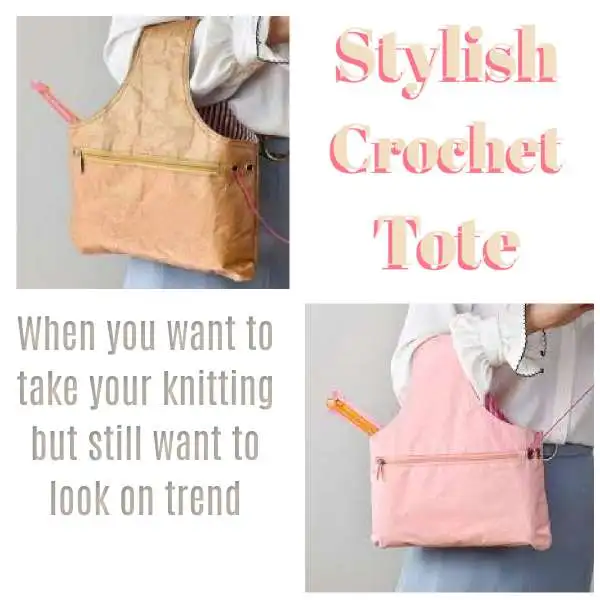 Stylish
Crochet
Tote
When you want to
take your knitting
but still want to
look on trend